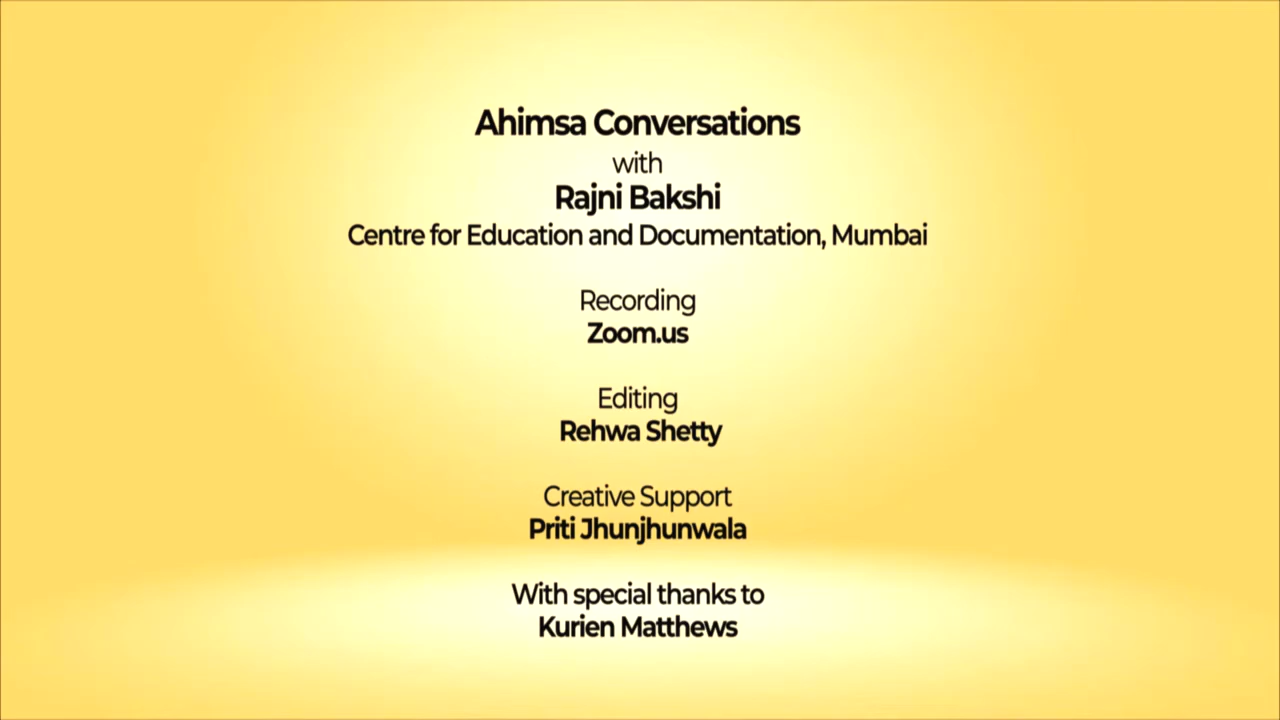 Ahimsa Conversations
with
Rajni Bakshi
Centre for Education and Documentation, Mumbai
Recording
Zoom.us
Editing
Rehwa Shetty
Creative Support
Priti Jhunjhunwala
With special thanks to
Kurien Matthews